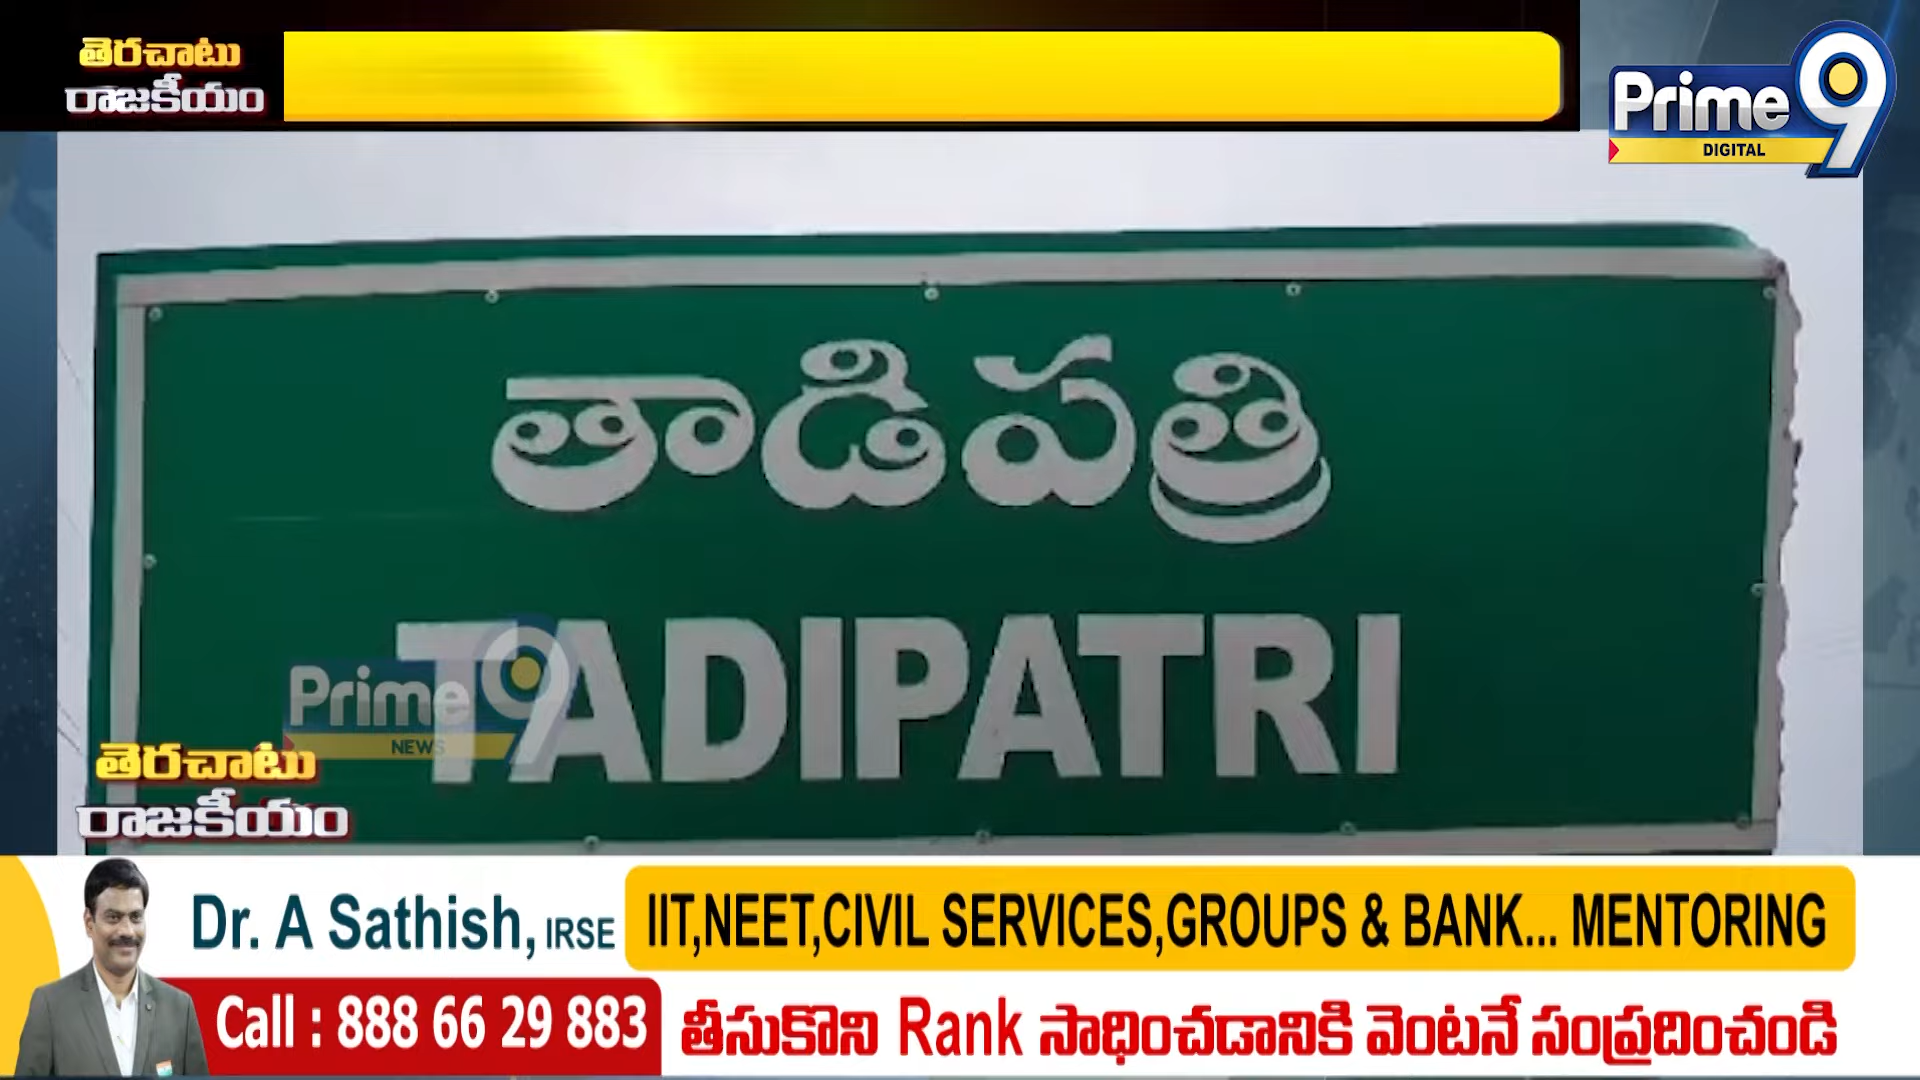 తెరచాటు
రాజకీయం
Prime9
DIGITAL
తాడిపత్రి
TADIPATRI
Prime9
NEWS
తెరచాటు
రాజకీయం
Dr. A Sathish, IRSE
IIT,NEET,CIVIL SERVICES,GROUPS & BANK... MENTORING
Call : 888 66 29 883
తీసుకొని Rank సాధించడానికి వెంటనే సంప్రదించండి